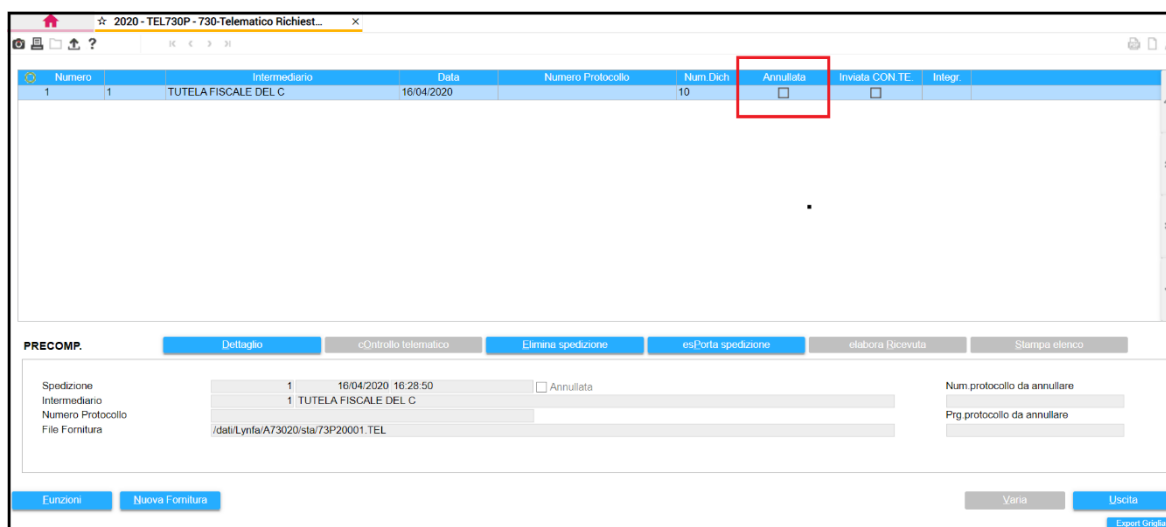 ☆ 2020 - TEL730P - 730-Telematico Richiest... ×
?
Numero Intermediario Data Numero Protocollo Num.Dich Annullata Inviata CON.TE. Integr.
1 1 TUTELA FISCALE DEL C 16/04/2020 10
PRECOMP. Dettaglio cOntrollo telematico Elimina spedizione esPorta spedizione elabora Ricevuta Stampa elenco
Spedizione 1 16/04/2020 16:28:50 Annullata Num.protocollo da annullare
Intermediario 1 TUTELA FISCALE DEL C
Numero Protocollo Prg.protocollo da annullare
File Fornitura /dati/Lynfa/A73020/sta/73P20001.TEL
Funzioni Nuova Fornitura Varia Uscita
Export Griglia